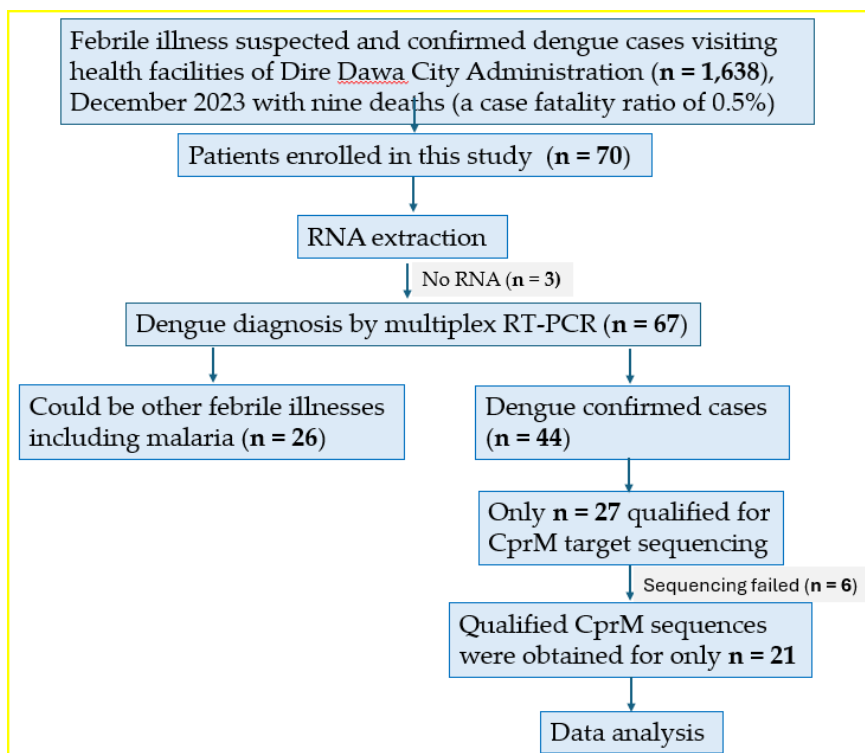 Febrile illness suspected and confirmed dengue cases visiting
health facilities of Dire Dawa City Administration (n = 1,638),
December 2023 with nine deaths (a case fatality ratio of 0.5%)
Patients enrolled in this study (n = 70)
RNA extraction
No RNA (n = 3)
Dengue diagnosis by multiplex RT-PCR (n = 67)
Could be other febrile illnesses
including malaria (n = 26)
Dengue confirmed cases
(n = 44)
Only n = 27 qualified for
CprM target sequencing
Sequencing failed (n = 6)
Qualified CprM sequences
were obtained for only n = 21
Data analysis